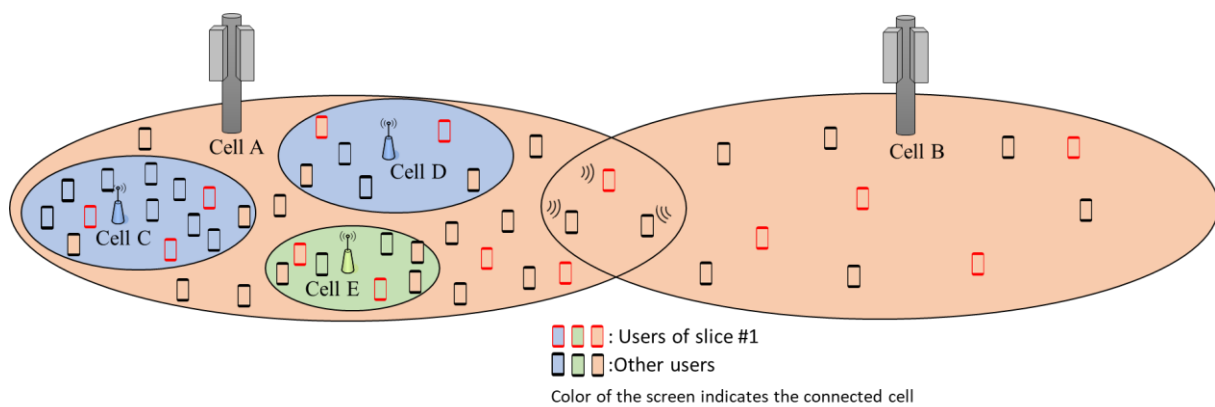 Cell A
Cell B
Cell D
Cell C
Cell E
: Users of slice #1
:Other users
Color of the screen indicates the connected cell